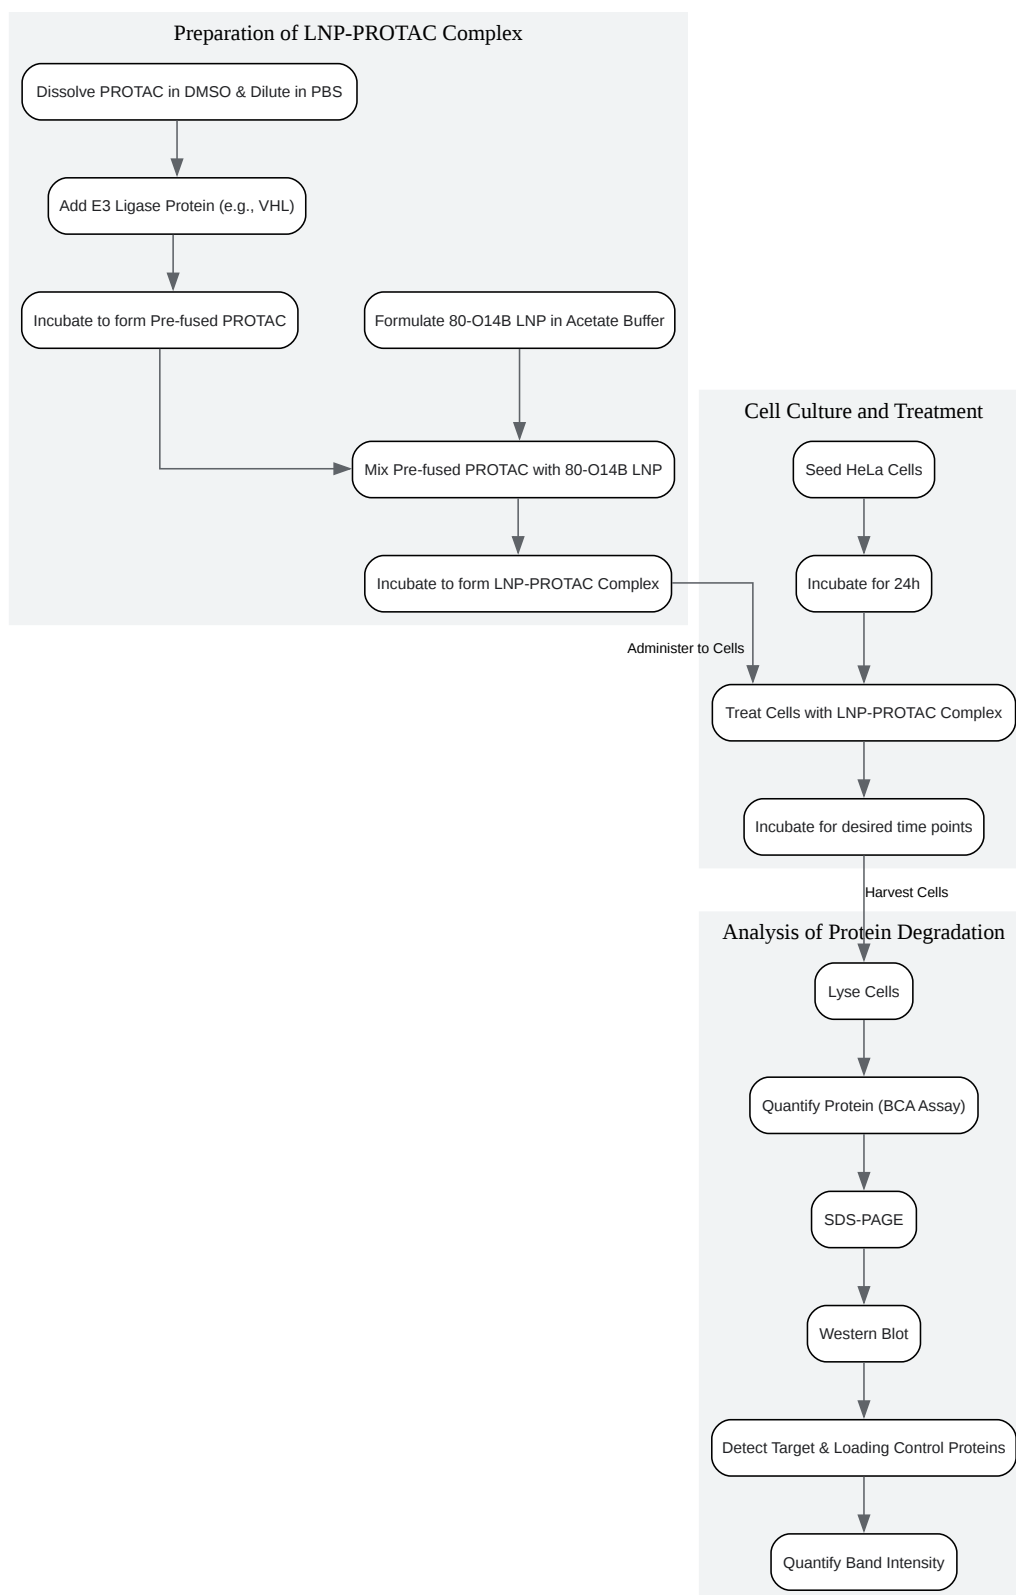 Preparation of LNP-PROTAC Complex
Dissolve PROTAC in DMSO & Dilute in PBS
Add E3 Ligase Protein (e.g., VHL)
Incubate to form Pre-fused PROTAC
Formulate 80-O14B LNP in Acetate Buffer
Mix Pre-fused PROTAC with 80-O14B LNP
Incubate to form LNP-PROTAC Complex
Administer to Cells
Cell Culture and Treatment
Seed HeLa Cells
Incubate for 24h
Treat Cells with LNP-PROTAC Complex
Incubate for desired time points
Harvest Cells
Analysis of Protein Degradation
Lyse Cells
Quantify Protein (BCA Assay)
SDS-PAGE
Western Blot
Detect Target & Loading Control Proteins
Quantify Band Intensity